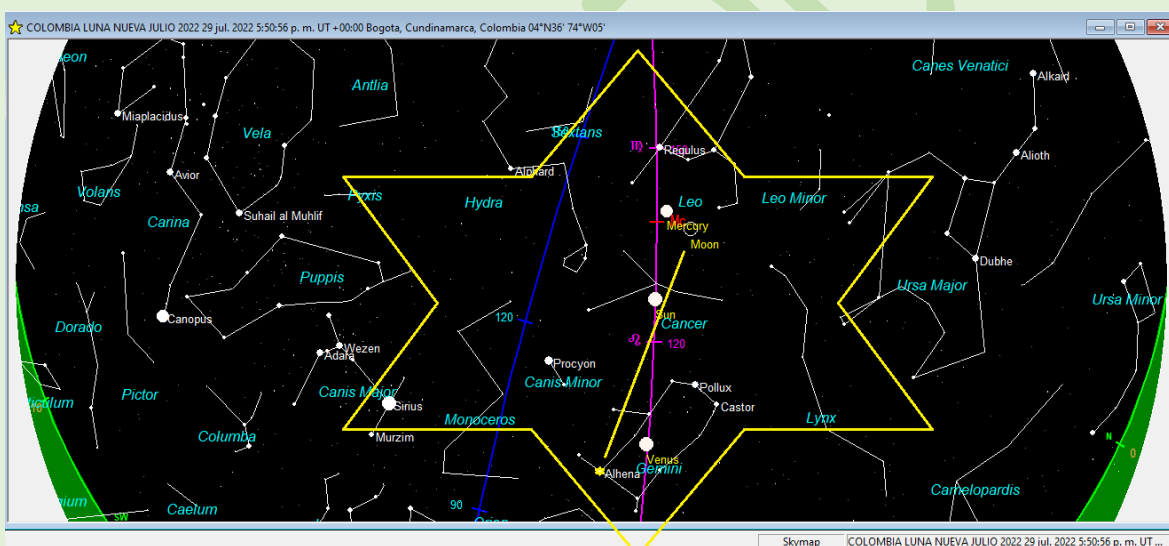 COLOMBIA LUNA NUEVA JULIO 2022 29 jul. 2022 5:50:56 p. m. UT +00:00 Bogota, Cundinamarca, Colombia 04°N36' 74°W05'
Antlia
Canes Venatici
Alkaid
Miaplacidus
Vela
Sextans
♍
Regulus
Alioth
Alphard
Avior
Volans
Pyxis
Hydra
Leo
Leo Minor
Suhail al Muhlif
Carina
Mercury
Mc
Moon
Dubhe
Puppis
Ursa Major
Ursa Minor
Canopus
Dorado
120
Sun
Cancer
♌ 120
Wezen
Adara
Procyon
Canis Minor
Pollux
Pictor
Canis Major
Sirius
Castor
10
Columba
Murzim
Monoceros
Lynx
N
0
Venus
Gemini
Alhena
Camelopardis
90
Caelum
sW
Skymap
COLOMBIA LUNA NUEVA JULIO 2022 29 jul. 2022 5:50:56 p. m. UT ...